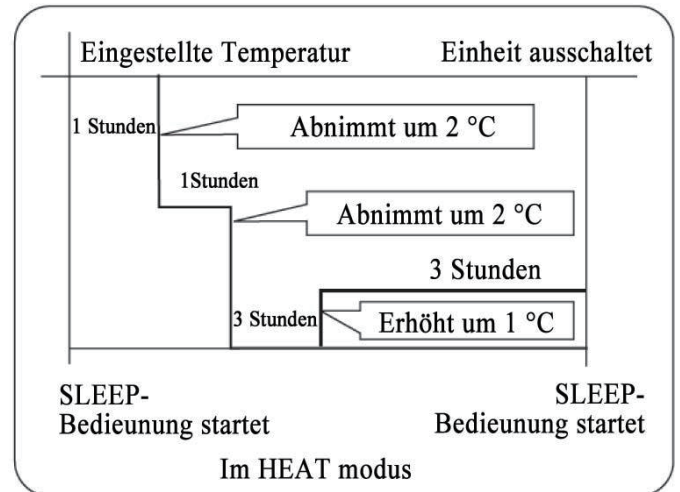 Eingestellte Temperatur
Einheit ausschaltet
1 Stunden
Abnimmt um 2 °C
1Stunden
Abnimmt um 2 °C
3 Stunden
3 Stunden
Erhöht um 1 °C
SLEEP-
Bedieunung startet
SLEEP-
Bedieunung startet
Im HEAT modus